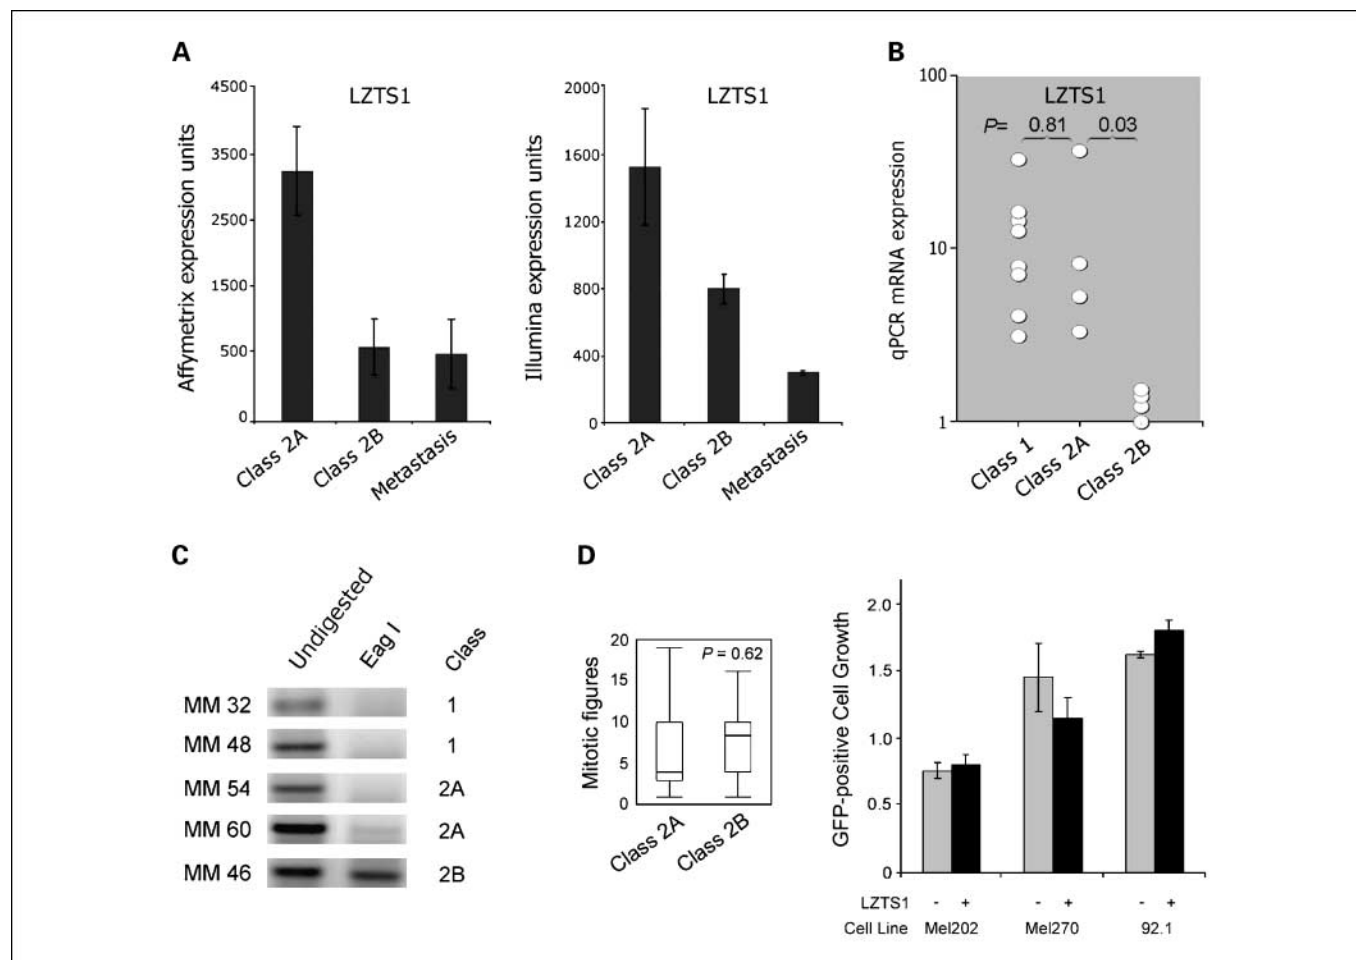 A
LZTS1
Affymetrix expression units
4500
3500
2500
1500
500
0
Class 2A
Class 2B
Metastasis
LZTS1
Illumina expression units
2000
1600
1200
800
400
0
Class 2A
Class 2B
Metastasis
B
LZTS1
P= 0.81 0.03
qPCR mRNA expression
100
10
1
Class 1
Class 2A
Class 2B
C
Undigested Eag I Class
MM 32 1
MM 48 1
MM 54 2A
MM 60 2A
MM 46 2B
D
P = 0.62
Mitotic figures
20
15
10
5
0
Class 2A
Class 2B
GFP-positive Cell Growth
2.0
1.5
1.0
0.5
0
LZTS1 - + - + - +
Cell Line Mel202 Mel270 92.1